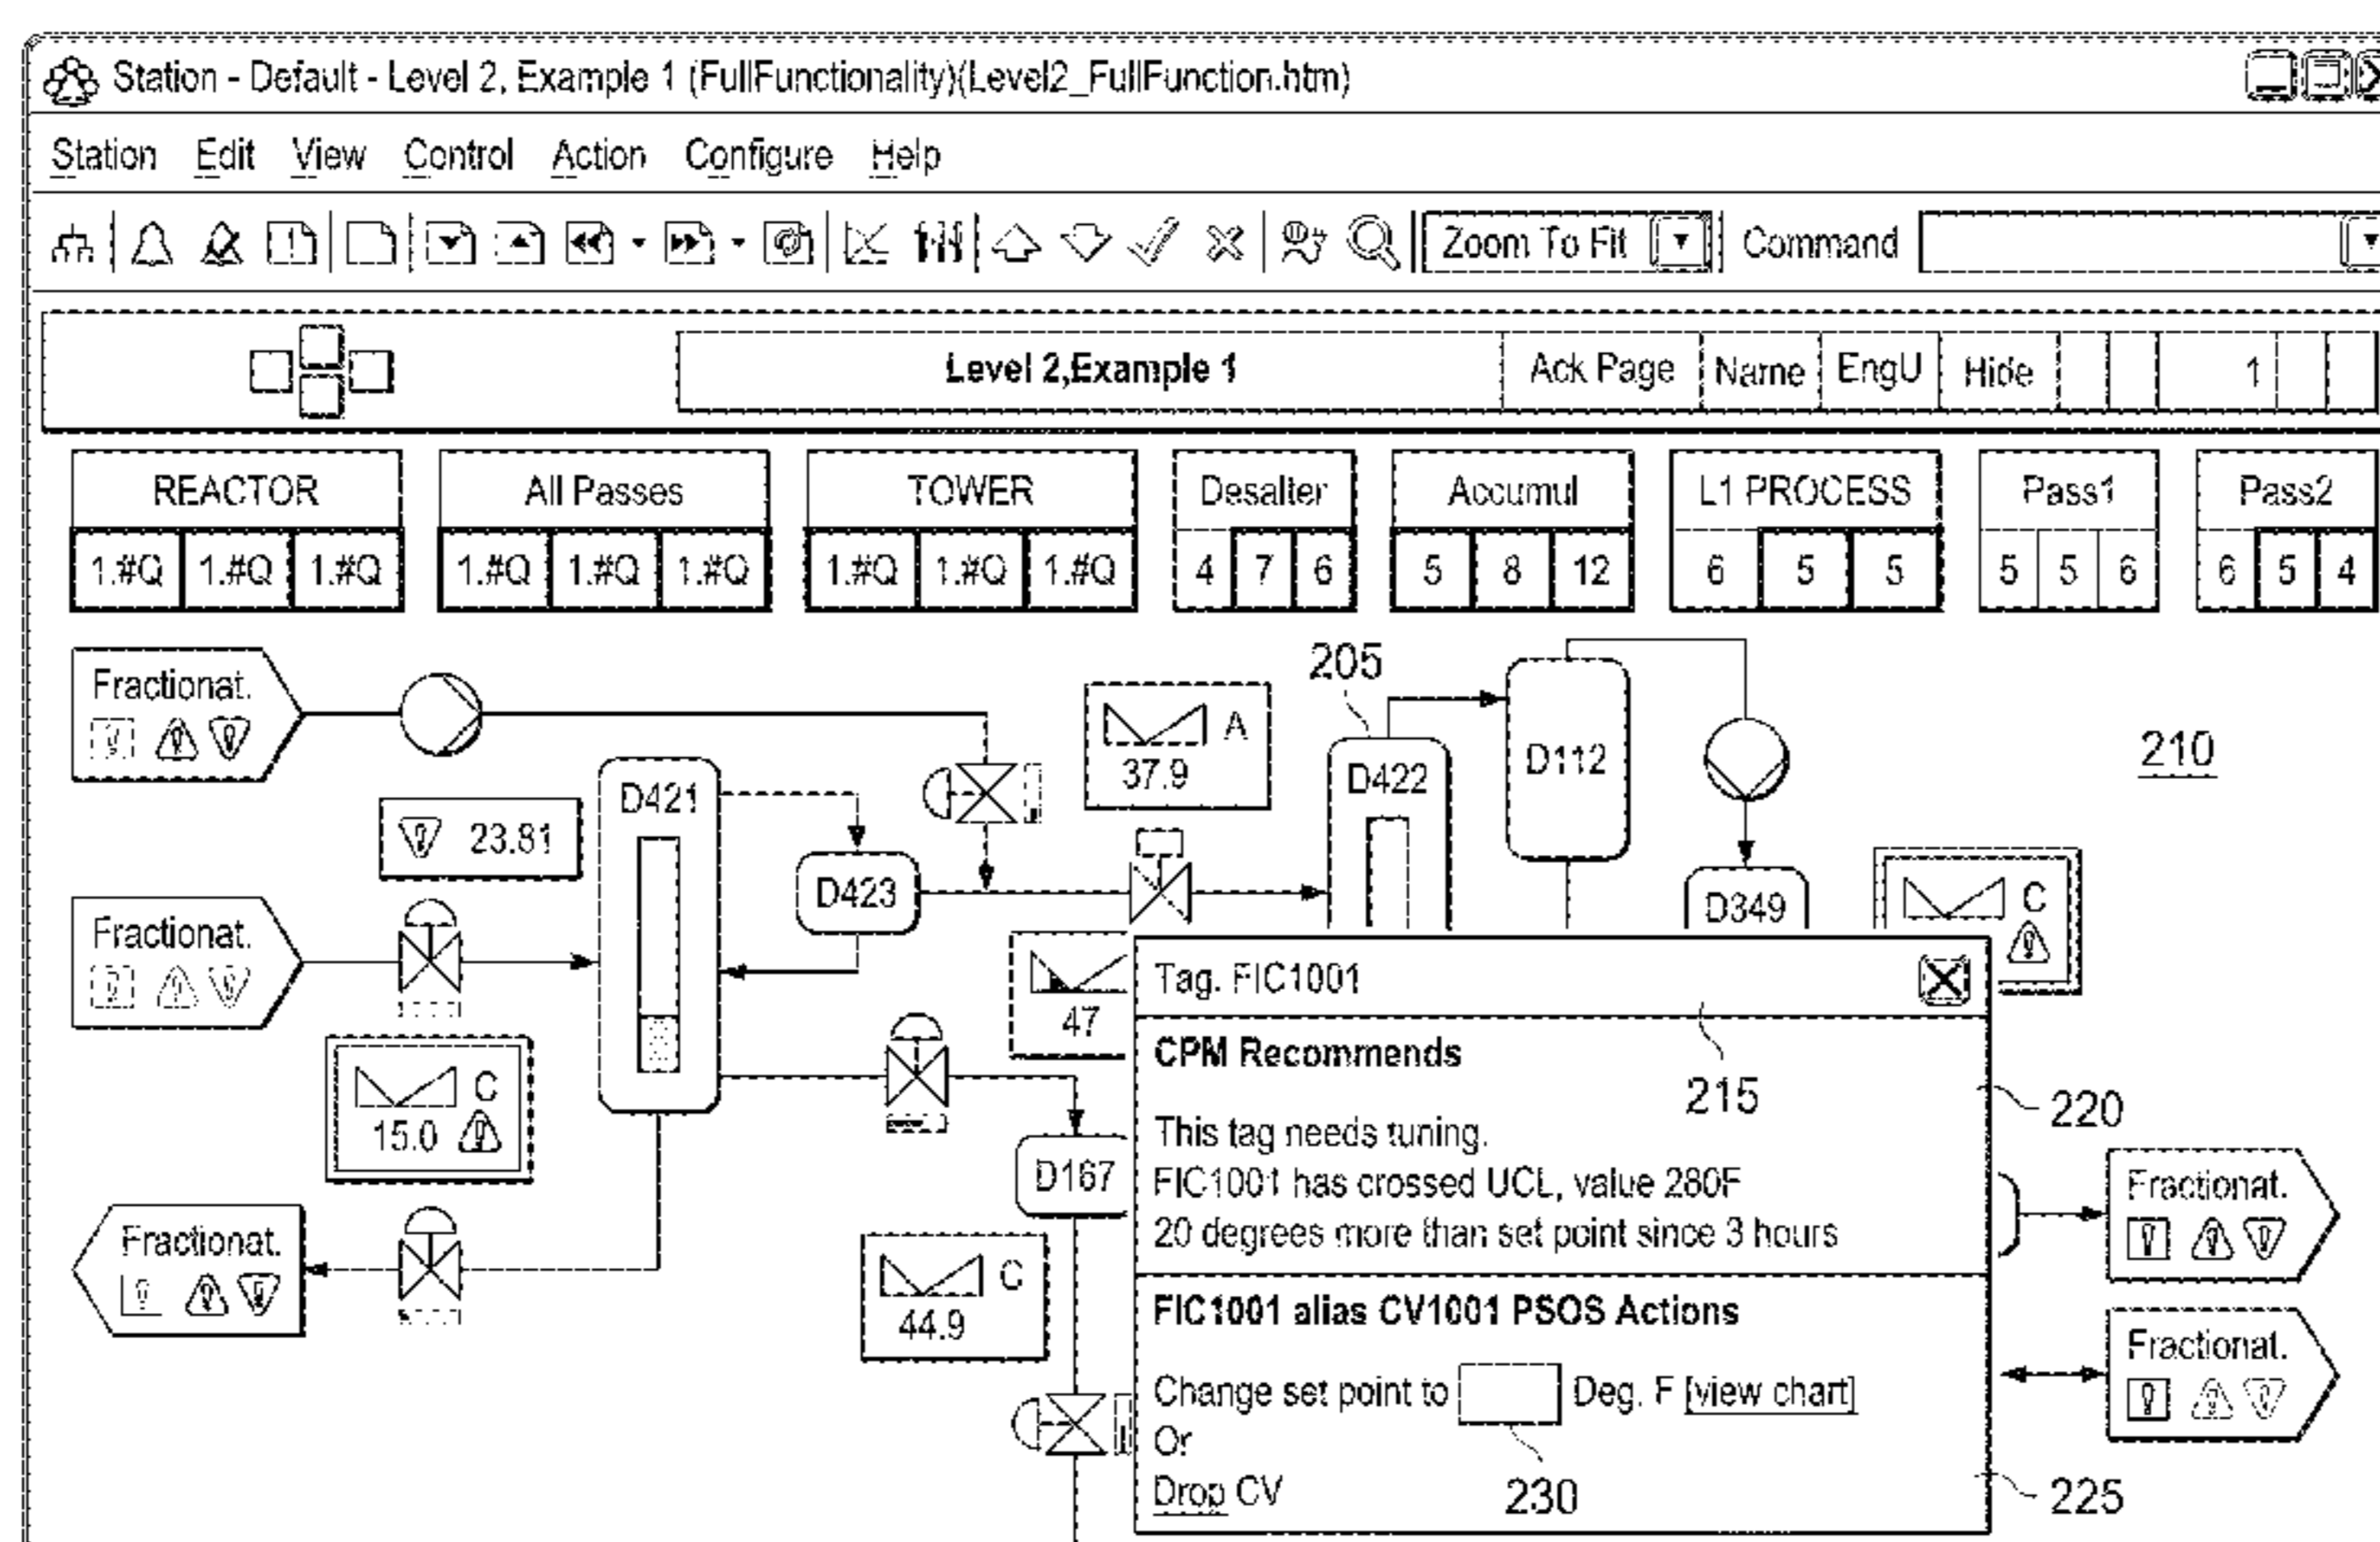 Station - Default - Level 2, Example 1 (FullFunctionality)(Level2_FullFunction.htm)
Station Edit View Control Action Configure Help
Zoom To Fit Command
Level 2,Example 1 Ack Page Name EngU Hide 1
REACTOR All Passes TOWER Desalter Accumul L1 PROCESS Pass1 Pass2
1.#Q 1.#Q 1.#Q 1.#Q 1.#Q 1.#Q 1.#Q 1.#Q 1.#Q 4 7 6 5 8 12 6 5 5 5 5 6 6 5 4
205
Fractionat.
A
37.9
D422
D112
210
D421
23.81
D423
D349
C
Fractionat.
47
C
15.0
D167
Fractionat.
C
44.9
Tag. FIC1001
215
CPM Recommends
220
This tag needs tuning.
FIC1001 has crossed UCL, value 280F
20 degrees more than set point since 3 hours
Fractionat.
FIC1001 alias CV1001 PSOS Actions
Fractionat.
Change set point to Deg. F [view chart]
Or
Drop CV
230
225